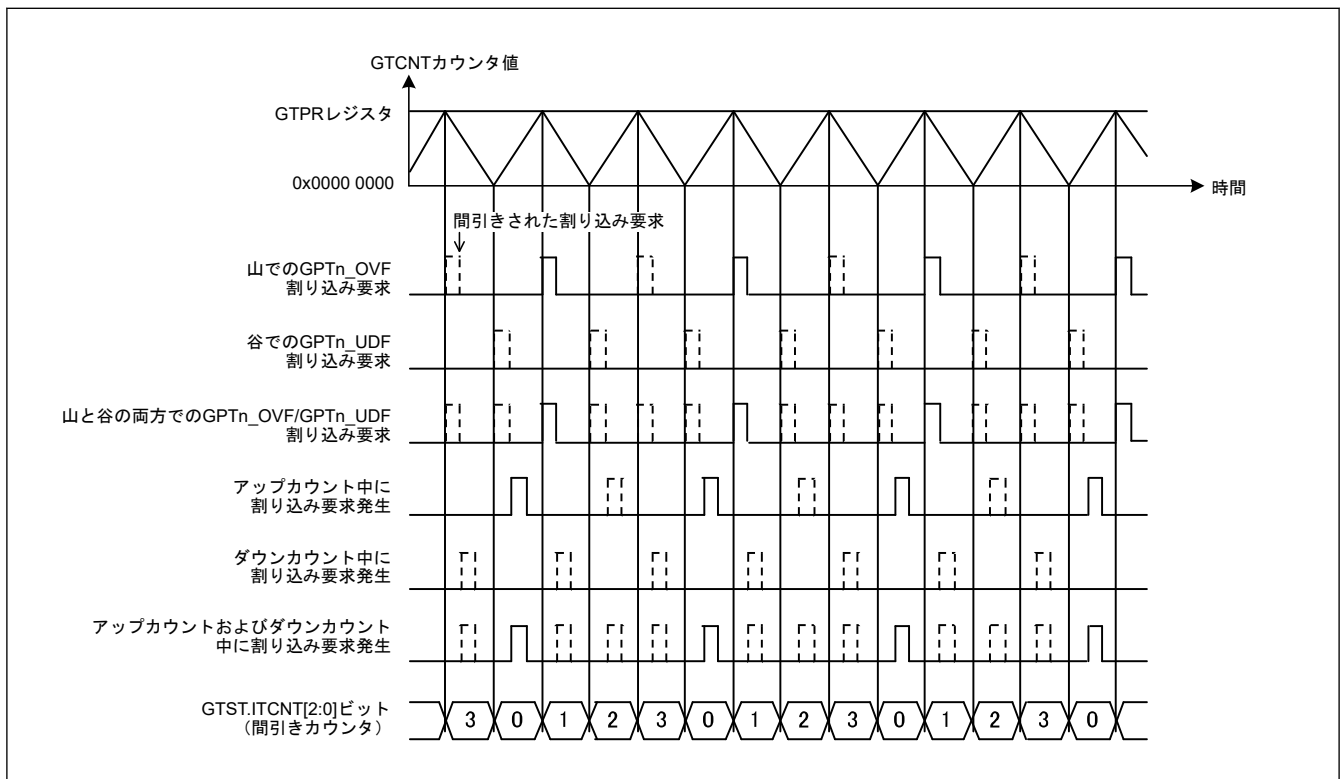 GTCNTカウンタ値
GTPRレジスタ
0x0000 0000
時間
間引きされた割り込み要求
山でのGPTn_OVF
割り込み要求
谷でのGPTn_UDF
割り込み要求
山と谷の両方でのGPTn_OVF/GPTn_UDF
割り込み要求
アップカウント中に
割り込み要求発生
ダウンカウント中に
割り込み要求発生
アップカウントおよびダウンカウント
中に割り込み要求発生
GTST.ITCNT[2:0]ビット
（間引きカウンタ）
3 0 1 2 3 0 1 2 3 0 1 2 3 0